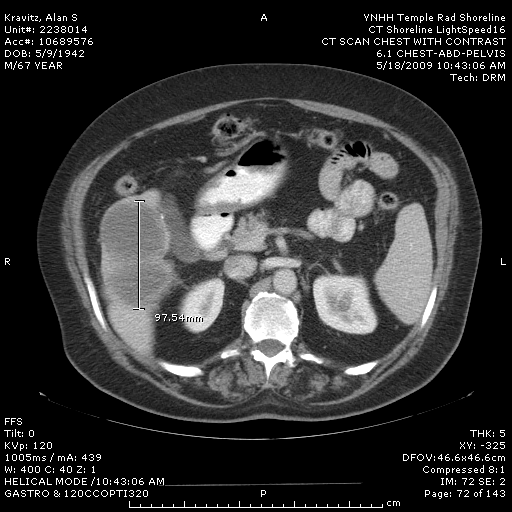 Kravitz, Alan S
Unit#: 2238014
Acc#: 10689576
DOB: 5/9/1942
M/67 YEAR
A
YNHH Temple Rad Shoreline
CT Shoreline LightSpeed16
CT SCAN CHEST WITH CONTRAST
6.1 CHEST-ABD-PELVIS
5/18/2009 10:43:06 AM
Tech: DRM
R
L
97.54mm
FFS
Tilt: 0
KVp: 120
1005ms / mA: 439
W: 400 C: 40 Z: 1
HELICAL MODE /10:43:06 AM
GASTRO & 120CCOPTI320
P
cm
THK: 5
XY: -325
DFOV:46.6x46.6cm
Compressed 8:1
IM: 72 SE: 2
Page: 72 of 143